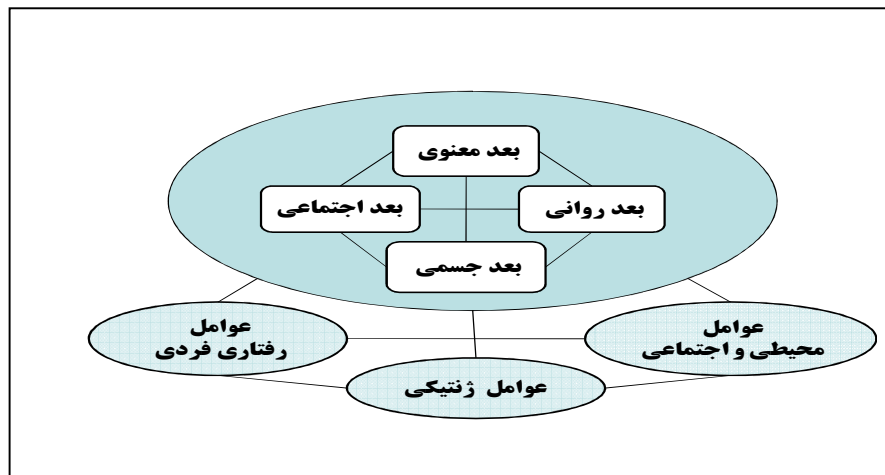 بعد معنوی
بعد روانی
بعد اجتماعی
بعد جسمی
عوامل
محیطی و اجتماعی
عوامل
رفتاری فردی
عوامل ژنتیکی